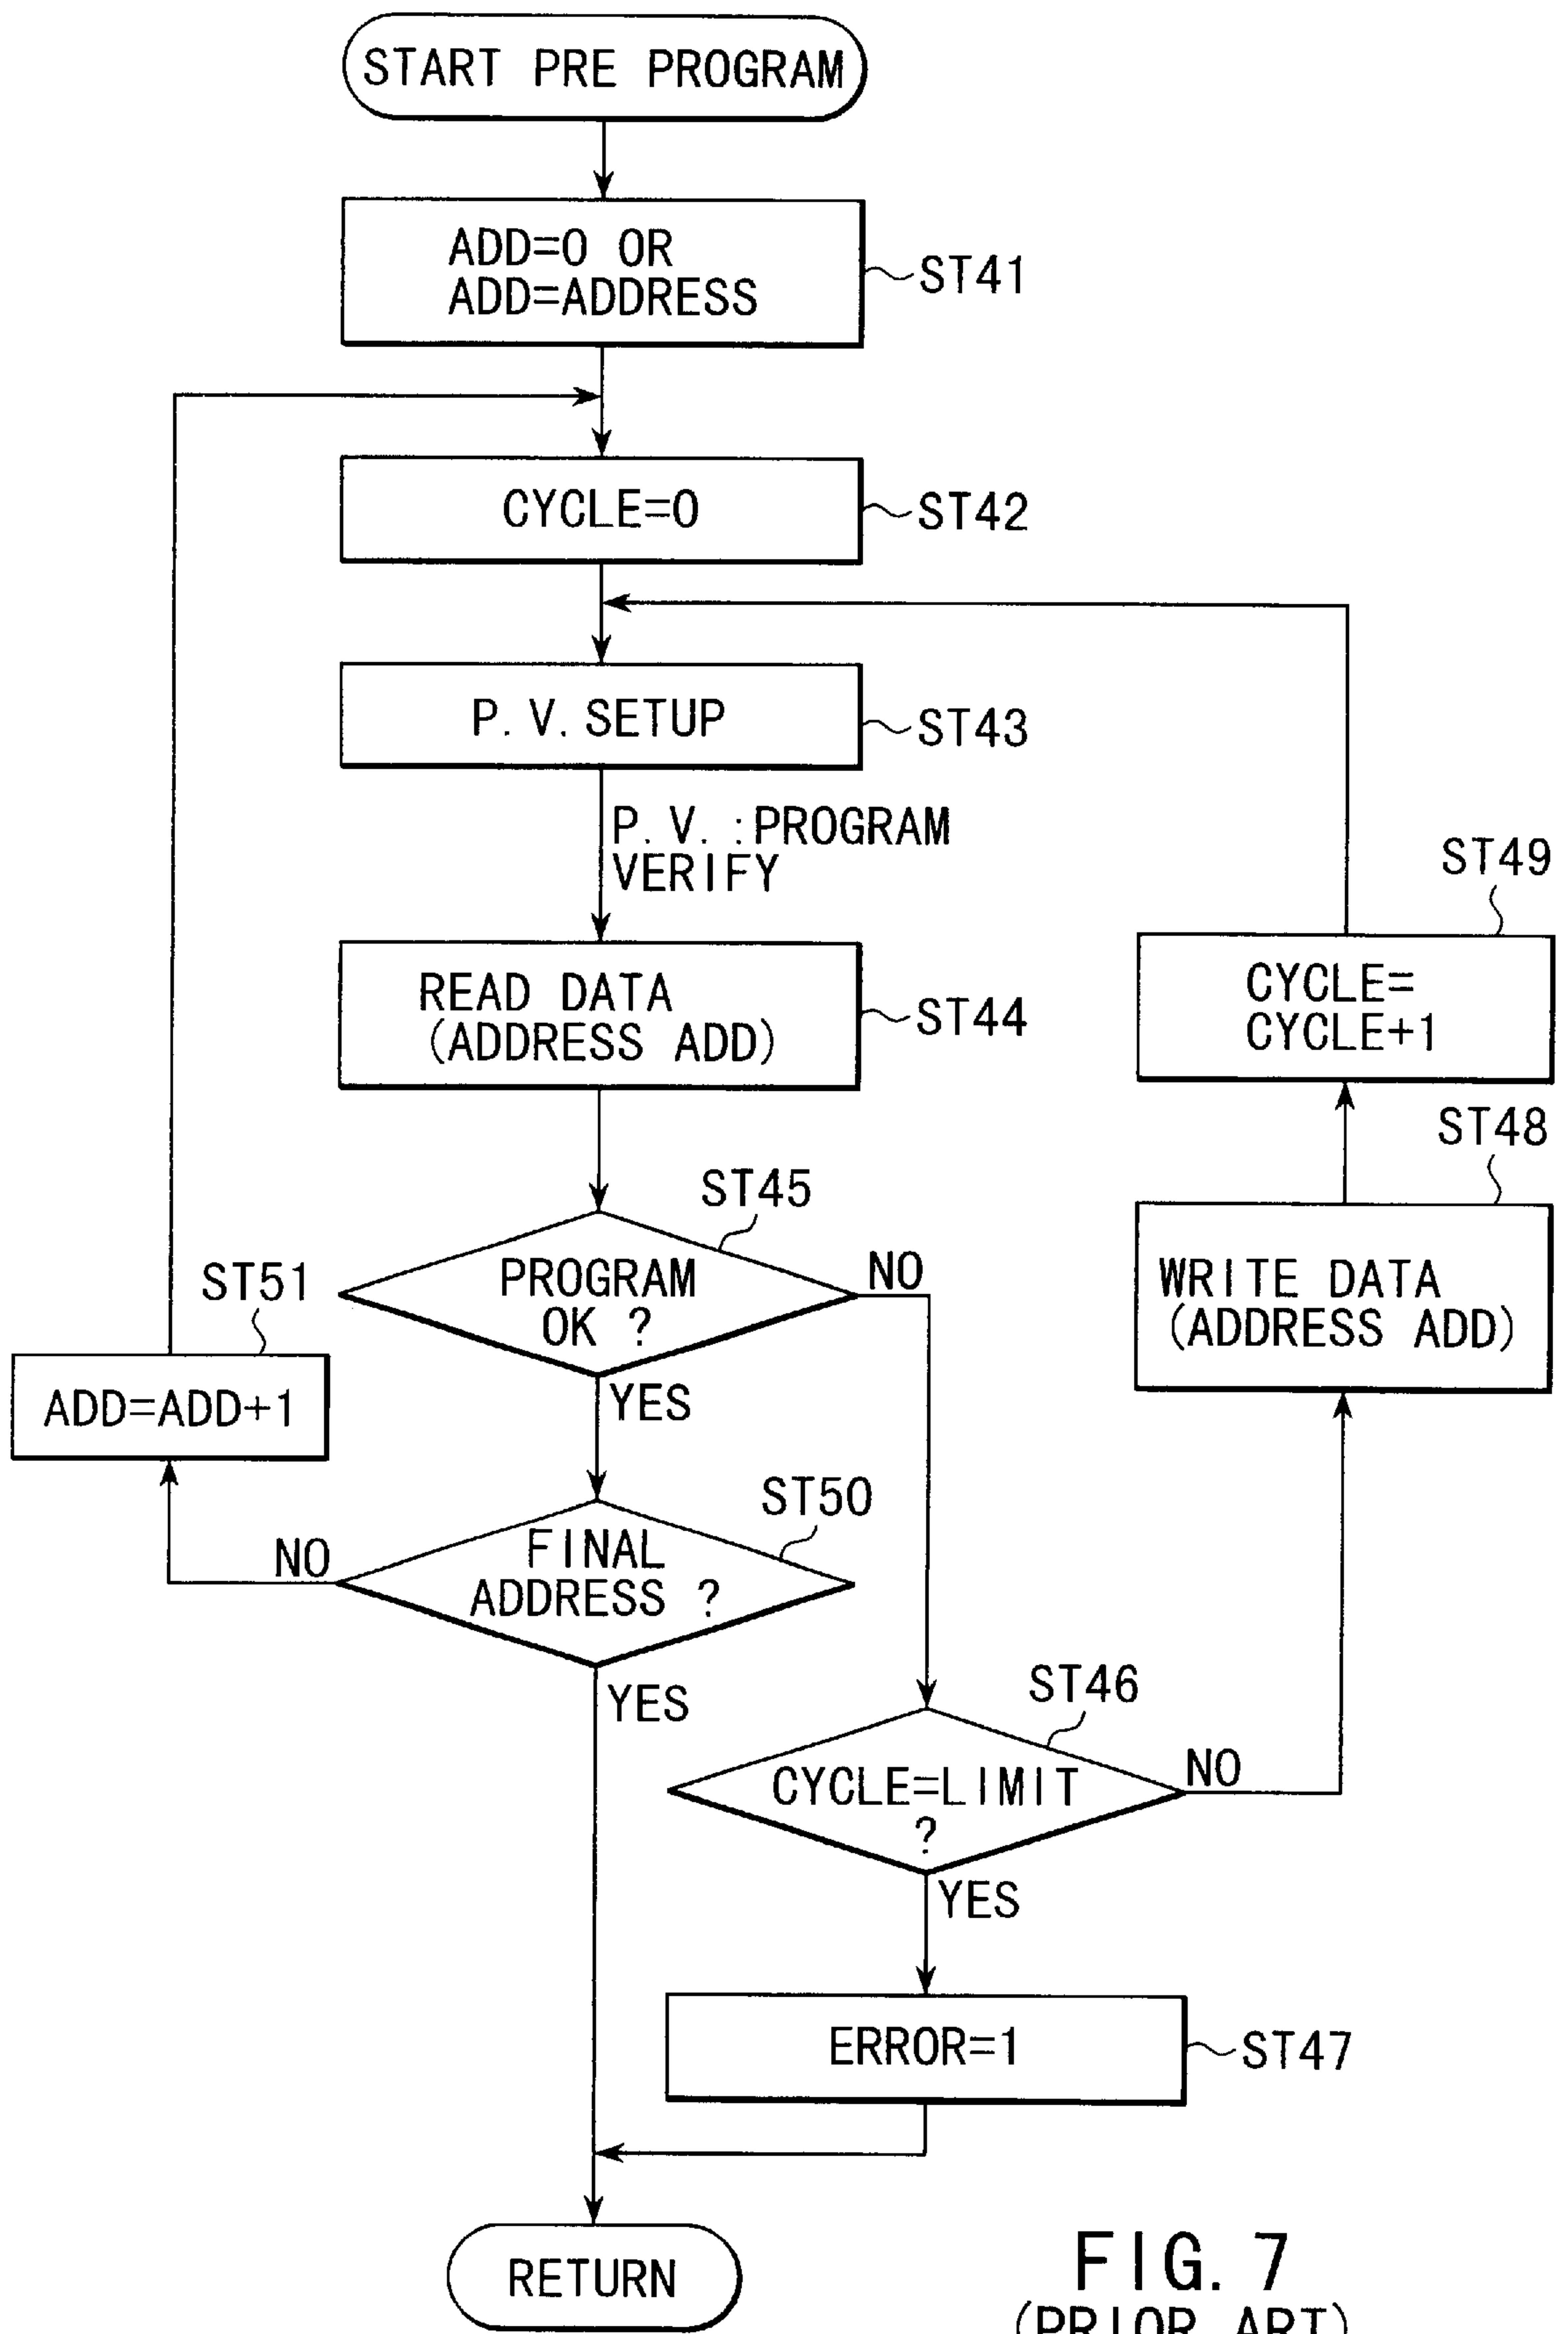 START PRE PROGRAM
ADD=0 OR
ADD=ADDRESS
ST41
CYCLE=0
ST42
P. V. SETUP
ST43
P. V. :PROGRAM
VERIFY
READ DATA
(ADDRESS ADD)
ST44
ST49
CYCLE=
CYCLE+1
ST48
WRITE DATA
(ADDRESS ADD)
ST45
PROGRAM
OK ?
NO
YES
ST51
ADD=ADD+1
ST50
FINAL
ADDRESS ?
NO
YES
ST46
CYCLE=LIMIT
?
NO
YES
ERROR=1
ST47
RETURN
FIG. 7
(PRIOR ART)